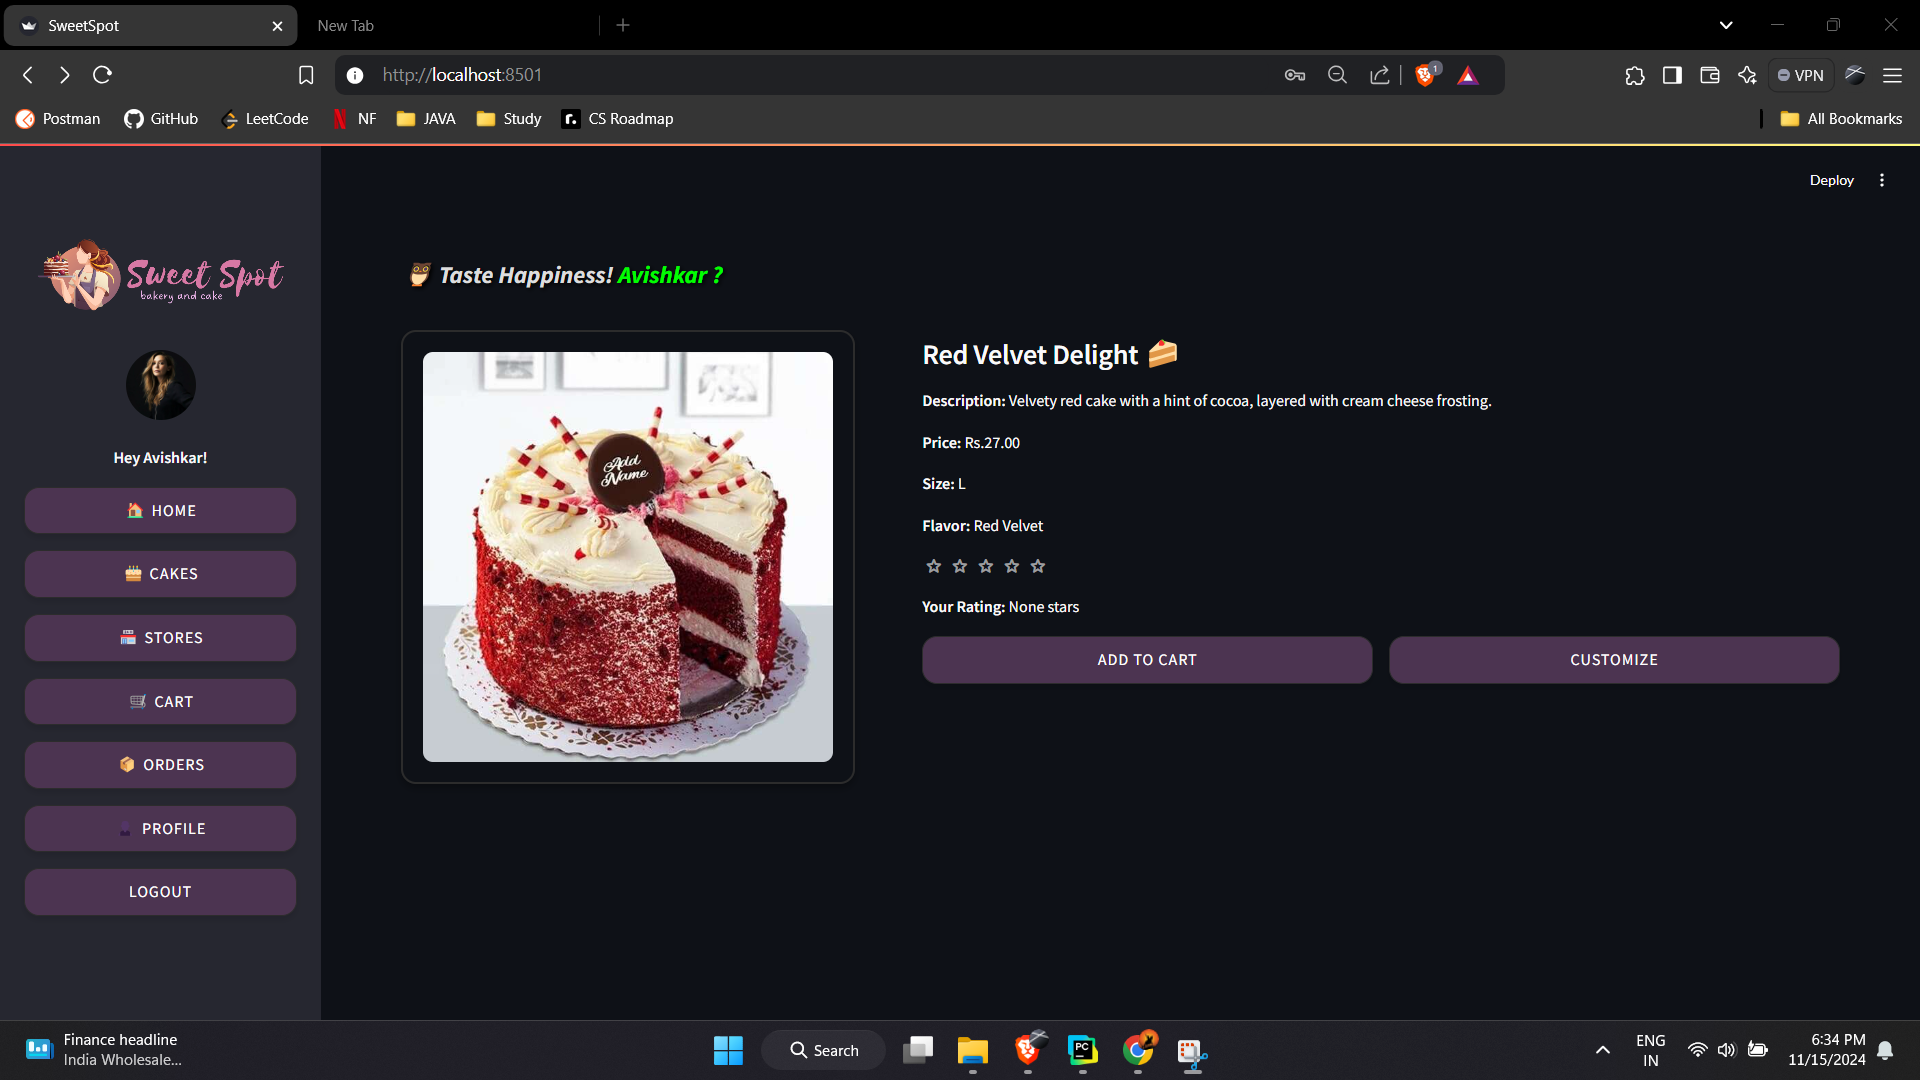 SweetSpot
New Tab
http://localhost:8501
1
VPN
Postman
GitHub
LeetCode
NF
JAVA
Study
CS Roadmap
All Bookmarks
Deploy
Sweet Spot
bakery and cake
Hey Avishkar!
HOME
CAKES
STORES
CART
ORDERS
PROFILE
LOGOUT
Taste Happiness! Avishkar ?
Add
Name
Red Velvet Delight
Description: Velvety red cake with a hint of cocoa, layered with cream cheese frosting.
Price: Rs.27.00
Size: L
Flavor: Red Velvet
Your Rating: None stars
ADD TO CART
CUSTOMIZE
Finance headline
India Wholesale...
Search
PC
ENG
IN
6:34 PM
11/15/2024